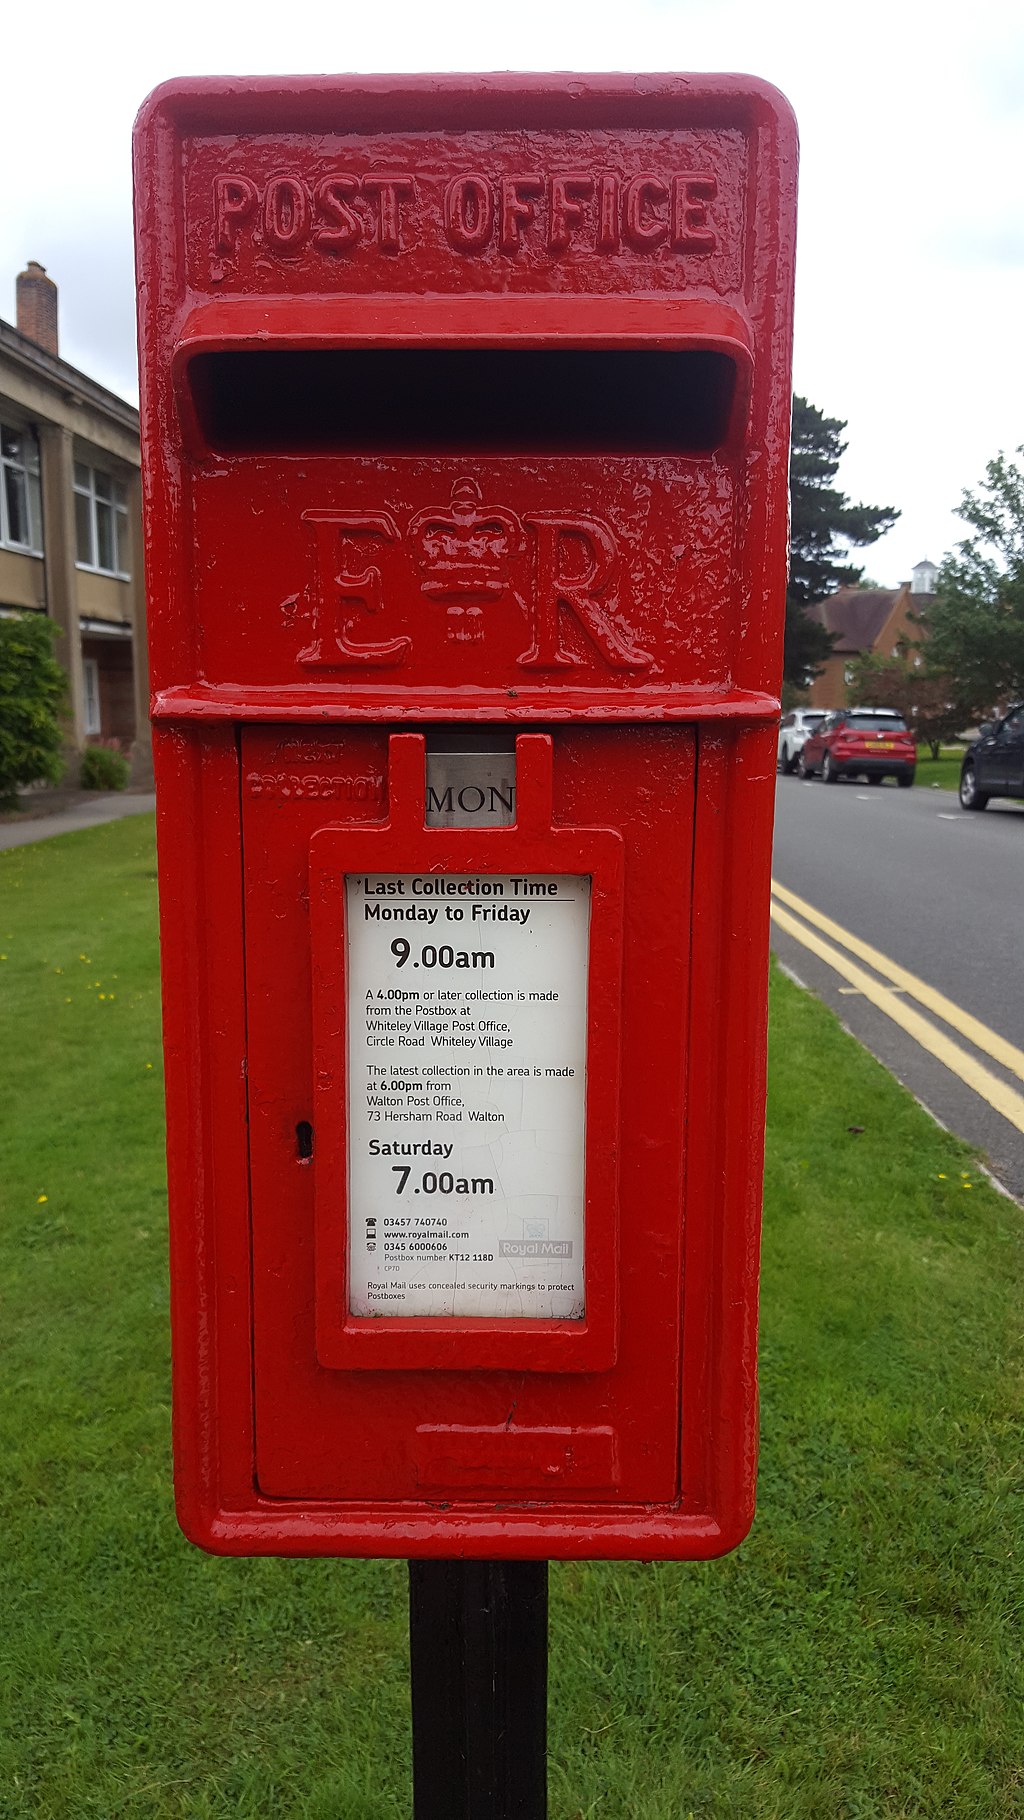 POST OFFICE
E R
COLLECTION
MON
Last Collection Time
Monday to Friday
9.00am
A 4.00pm or later collection is made
from the Postbox at
Whiteley Village Post Office,
Circle Road Whiteley Village
The latest collection in the area is made
at 6.00pm from
Walton Post Office,
73 Hersham Road Walton
Saturday
7.00am
03457 740740
www.royalmail.com
0345 6000606
Postbox number KT12 118D
CP7D
Royal Mail
Royal Mail uses concealed security markings to protect
Postboxes